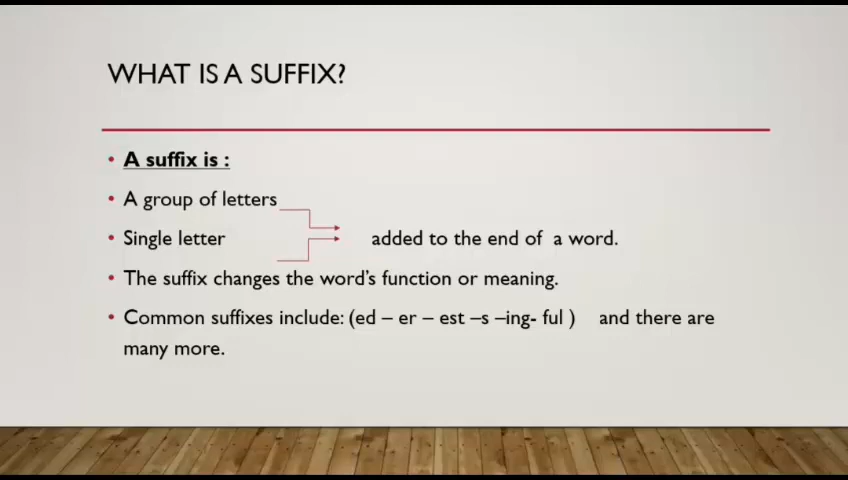 WHAT IS A SUFFIX?
• A suffix is :
• A group of letters
• Single letter added to the end of a word.
• The suffix changes the word's function or meaning.
• Common suffixes include: (ed – er – est –s –ing- ful ) and there are
many more.